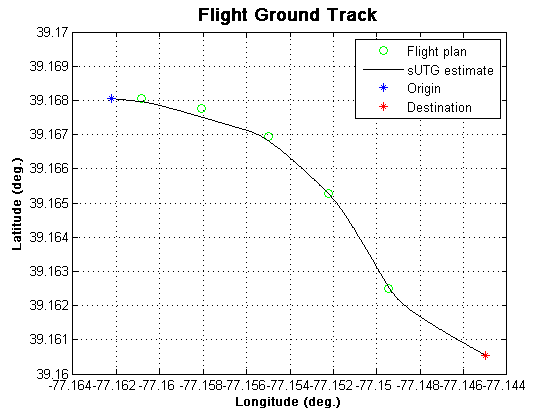 Flight Ground Track
39.17
39.169
39.168
39.167
39.166
39.165
39.164
39.163
39.162
39.161
39.16
Latitude (deg.)
Flight plan
sUTG estimate
Origin
Destination
-77.164 -77.162 -77.16 -77.158 -77.156 -77.154 -77.152 -77.15 -77.148 -77.146 -77.144
Longitude (deg.)